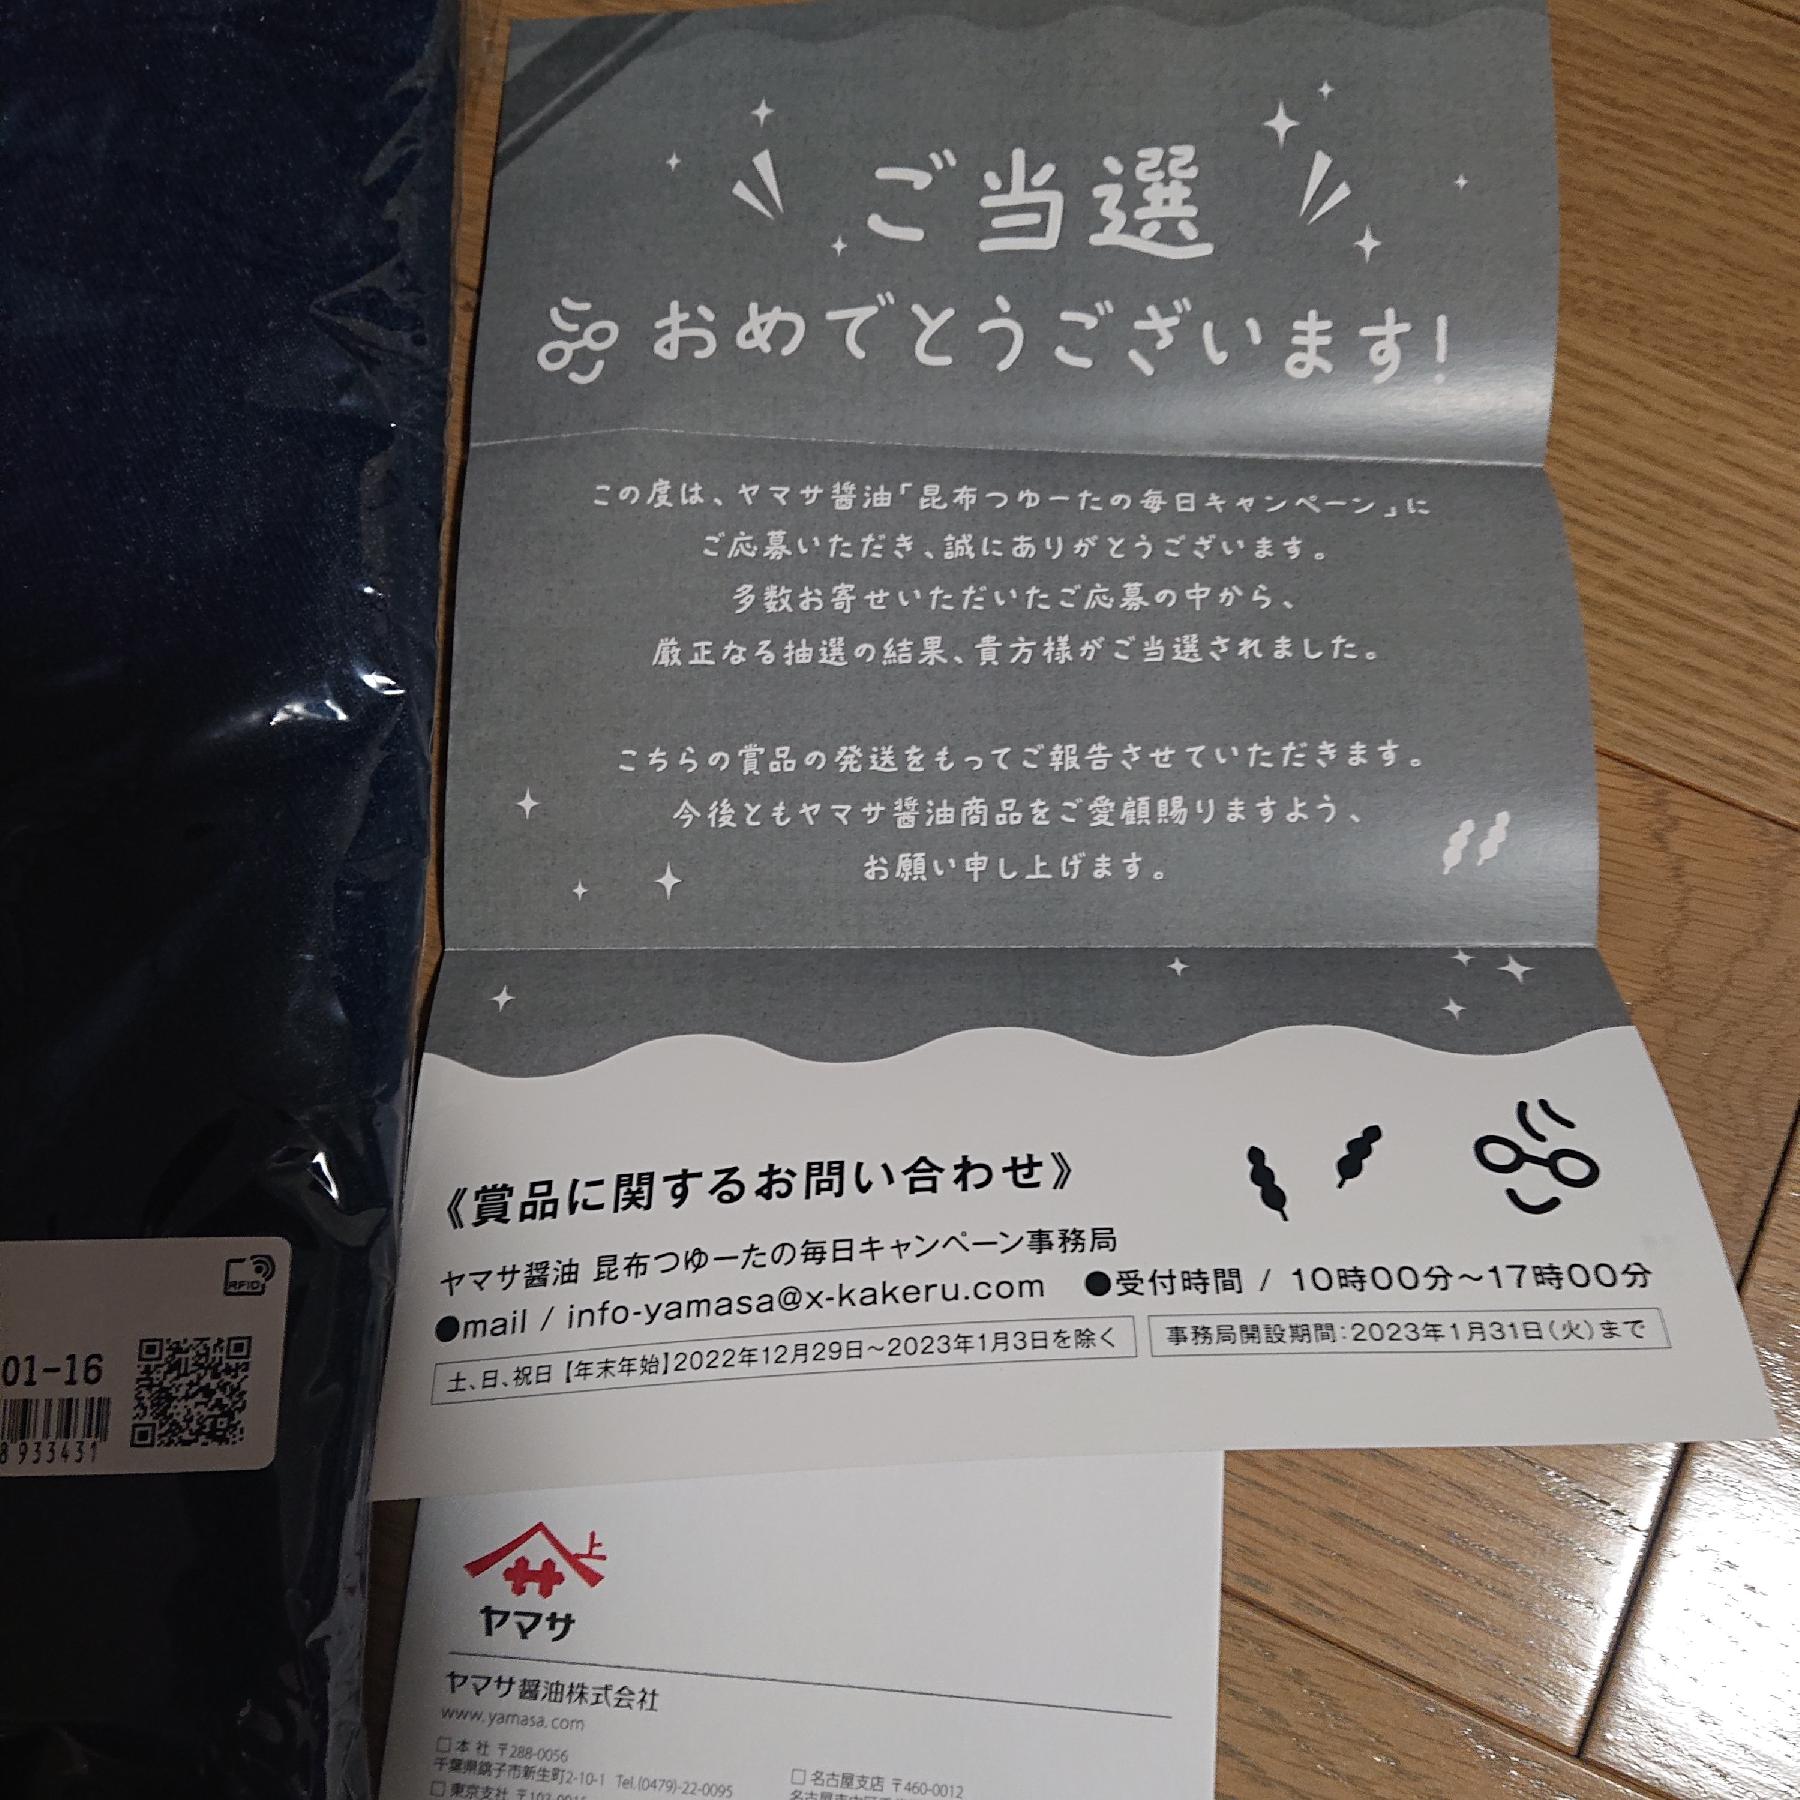 ご当選
おめでとうございます!
この度は、ヤマサ醤油「昆布つゆーたの毎日キャンペーン」に
ご応募いただき、誠にありがとうございます。
多数お寄せいただいたご応募の中から、
厳正なる抽選の結果、貴方様がご当選されました。
こちらの賞品の発送をもってご報告させていただきます。
今後ともヤマサ醤油商品をご愛顧賜りますよう、
お願い申し上げます。
《賞品に関するお問い合わせ》
ヤマサ醤油 昆布つゆーたの毎日キャンペーン事務局
●mail / info-yamasa@x-kakeru.com ●受付時間 / 10時00分～17時00分
土、日、祝日【年末年始】2022年12月29日～2023年1月3日を除く
事務局開設期間:2023年1月31日(火)まで
RFID
01-16
8 933431
上
ヤマサ
ヤマサ醤油株式会社
www.yamasa.com
□ 本 社 〒288-0056
千葉県銚子市新生町2-10-1 Tel.(0479)-22-0095
□ 東京支社
□ 名古屋支店 〒460-0012